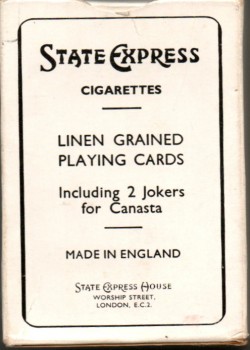 STATE EXPRESS
CIGARETTES
LINEN GRAINED
PLAYING CARDS
Including 2 Jokers
for Canasta
MADE IN ENGLAND
STATE EXPRESS HOUSE
WORSHIP STREET,
LONDON, E.C.2.